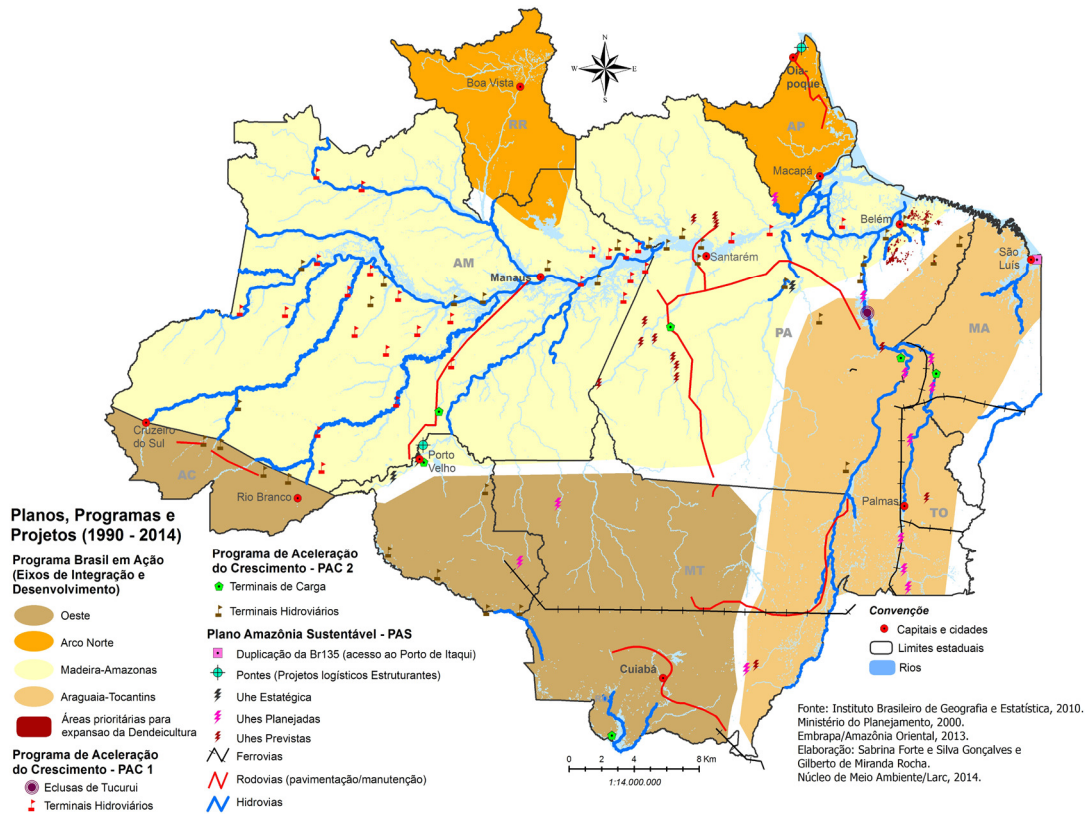 N
W
E
S
Boa Vista
RR
Oia-
poque
AP
Macapá
Belém
São
Luís
AM
Manaus
Santarém
PA
MA
Cruzeiro
do Sul
AC
Rio Branco
Porto
Velho
Palmas
TO
MT
Cuiabá
Planos, Programas e
Projetos (1990 - 2014)
Programa Brasil em Ação
(Eixos de Integração e
Desenvolvimento)
Oeste
Arco Norte
Madeira-Amazonas
Araguaia-Tocantins
Áreas prioritárias para
expansao da Dendeicultura
Programa de Aceleração
do Crescimento - PAC 1
Eclusas de Tucurui
Terminais Hidroviários
Programa de Aceleração
do Crescimento - PAC 2
Terminais de Carga
Terminais Hidroviários
Plano Amazônia Sustentável - PAS
Duplicação da Br135 (acesso ao Porto de Itaqui)
Pontes (Projetos logísticos Estruturantes)
Uhe Estatégica
Uhes Planejadas
Uhes Previstas
Ferrovias
Rodovias (pavimentação/manutenção)
Hidrovias
0 2 4 8 Km
1:14.000.000
Convençõe
Capitais e cidades
Limites estaduais
Rios
Fonte: Instituto Brasileiro de Geografia e Estatística, 2010.
Ministério do Planejamento, 2000.
Embrapa/Amazônia Oriental, 2013.
Elaboração: Sabrina Forte e Silva Gonçalves e
Gilberto de Miranda Rocha.
Núcleo de Meio Ambiente/Larc, 2014.